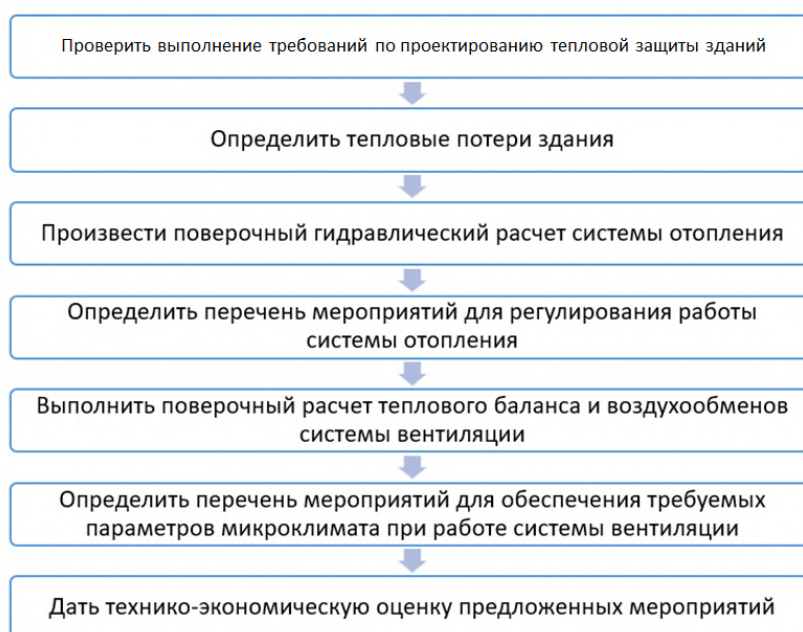 Проверить выполнение требований по проектированию тепловой защиты зданий
Определить тепловые потери здания
Произвести поверочный гидравлический расчет системы отопления
Определить перечень мероприятий для регулирования работы
системы отопления
Выполнить поверочный расчет теплового баланса и воздухообменов
системы вентиляции
Определить перечень мероприятий для обеспечения требуемых
параметров микроклимата при работе системы вентиляции
Дать технико-экономическую оценку предложенных мероприятий